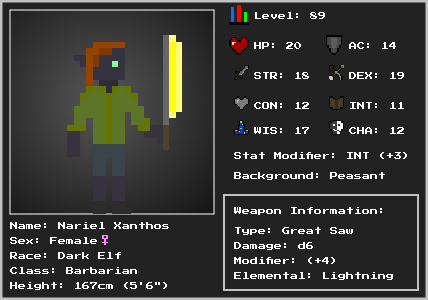 Level: 89
HP: 20
AC: 14
STR: 18
DEX: 19
CON: 12
INT: 11
WIS: 17
CHA: 12
Stat Modifier: INT (+3)
Background: Peasant
Name: Nariel Xanthos
Sex: Female♀
Race: Dark Elf
Class: Barbarian
Height: 167cm (5'6")
Weapon Information:
Type: Great Saw
Damage: d6
Modifier: (+4)
Elemental: Lightning